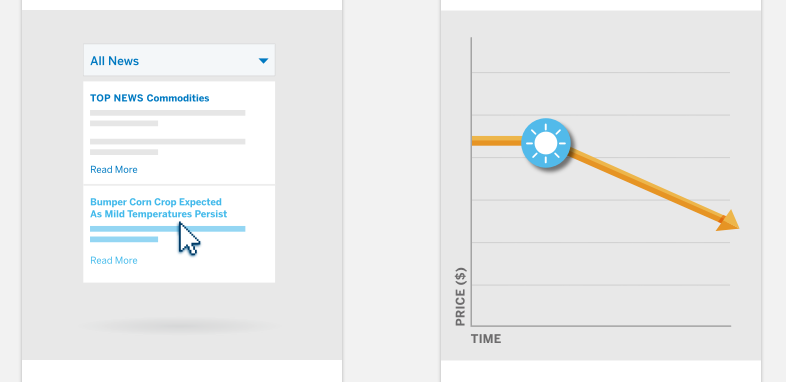 All News
TOP NEWS Commodities
Read More
Bumper Corn Crop Expected
As Mild Temperatures Persist
Read More
PRICE ($)
TIME